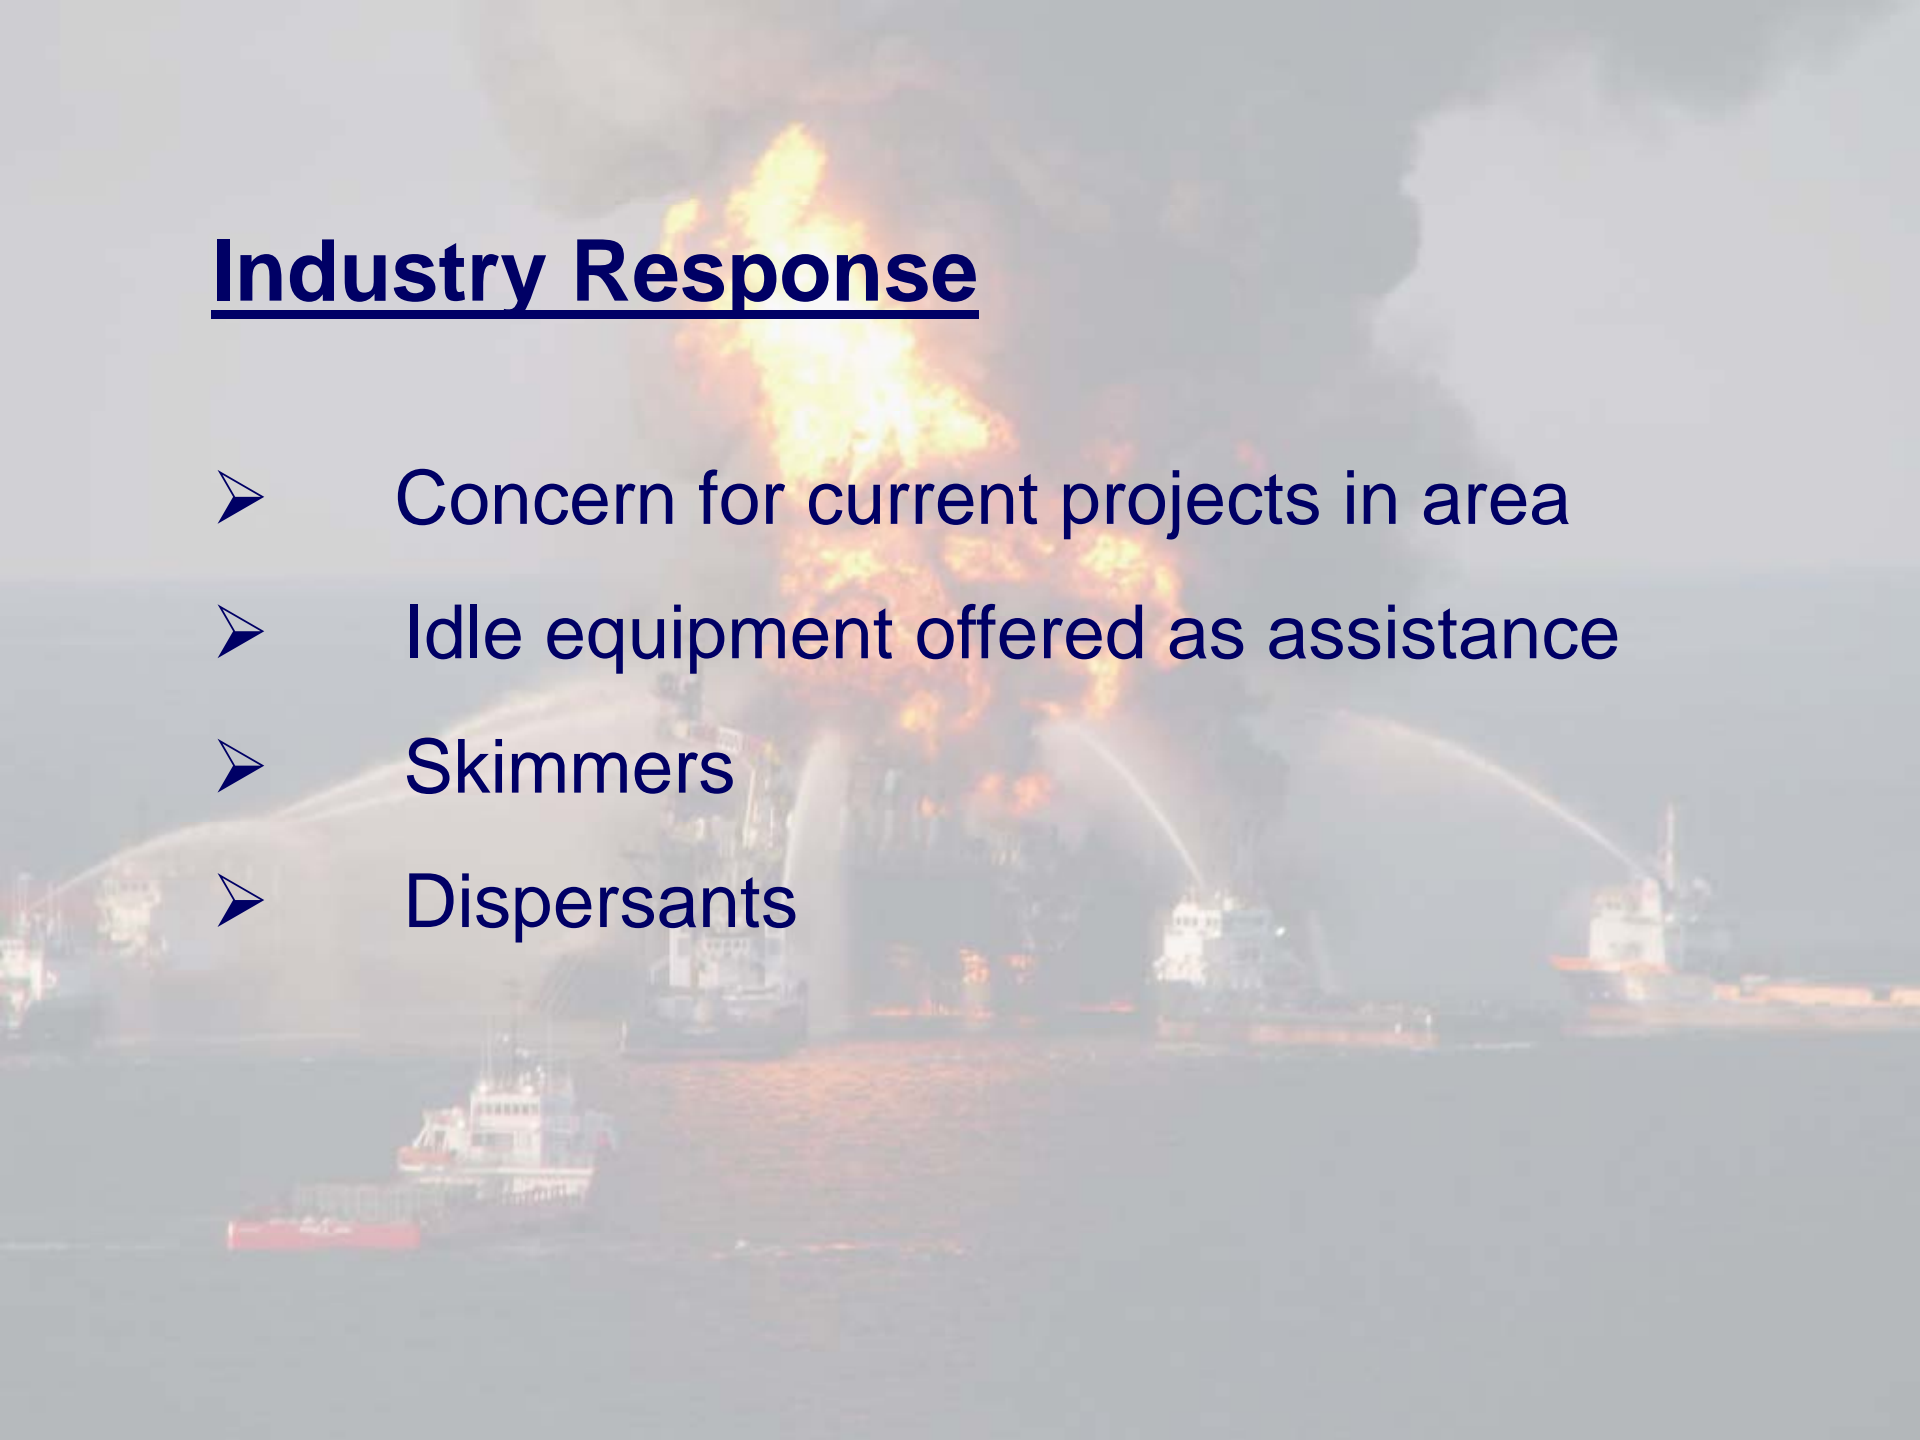 Industry Response
➢ Concern for current projects in area
➢ Idle equipment offered as assistance
➢ Skimmers
➢ Dispersants